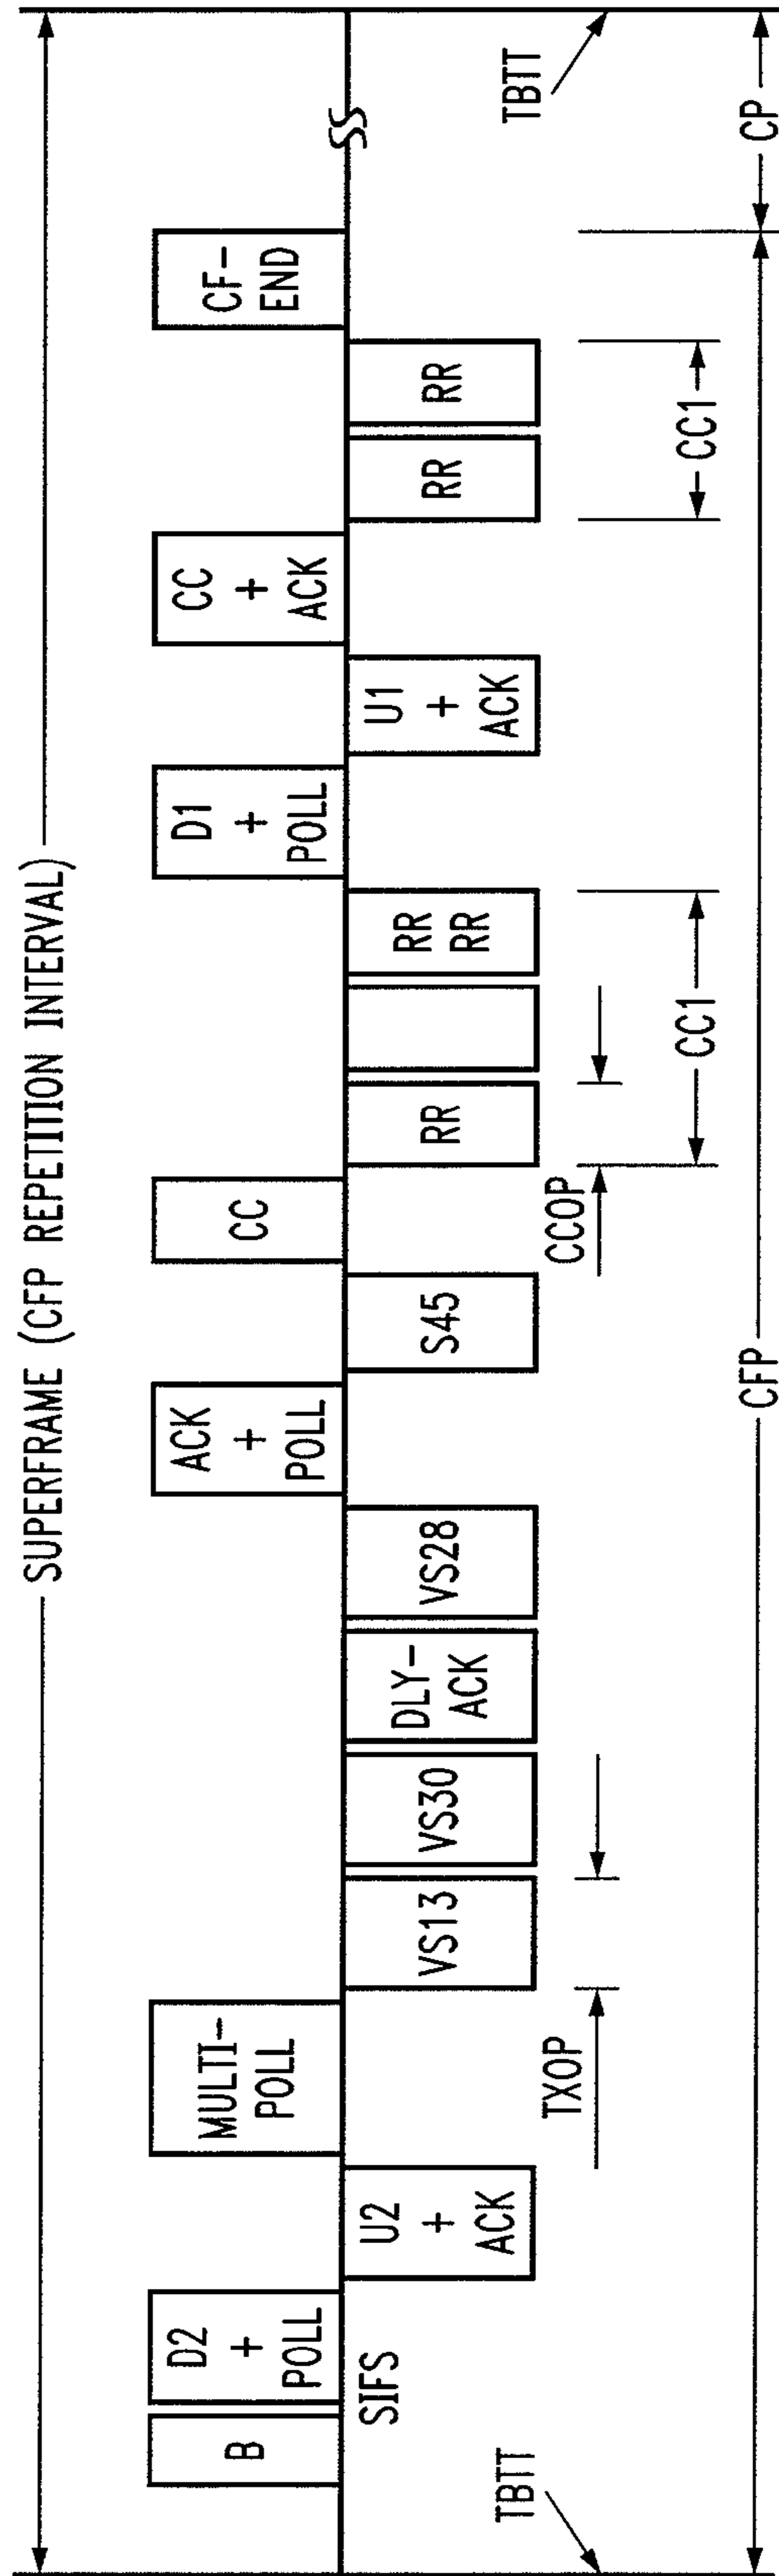 SUPERFRAME (CFP REPETITION INTERVAL)
B
D2
+
POLL
MULTI-
POLL
ACK
+
POLL
CC
D1
+
POLL
CC
+
ACK
CF-
END
SIFS
U2
+
ACK
VS13
VS30
DLY-
ACK
VS28
S45
RR
RR
RR
U1
+
ACK
RR
RR
TBTT
TXOP
CCOP
TBTT
CC1
CC1
CFP
CP